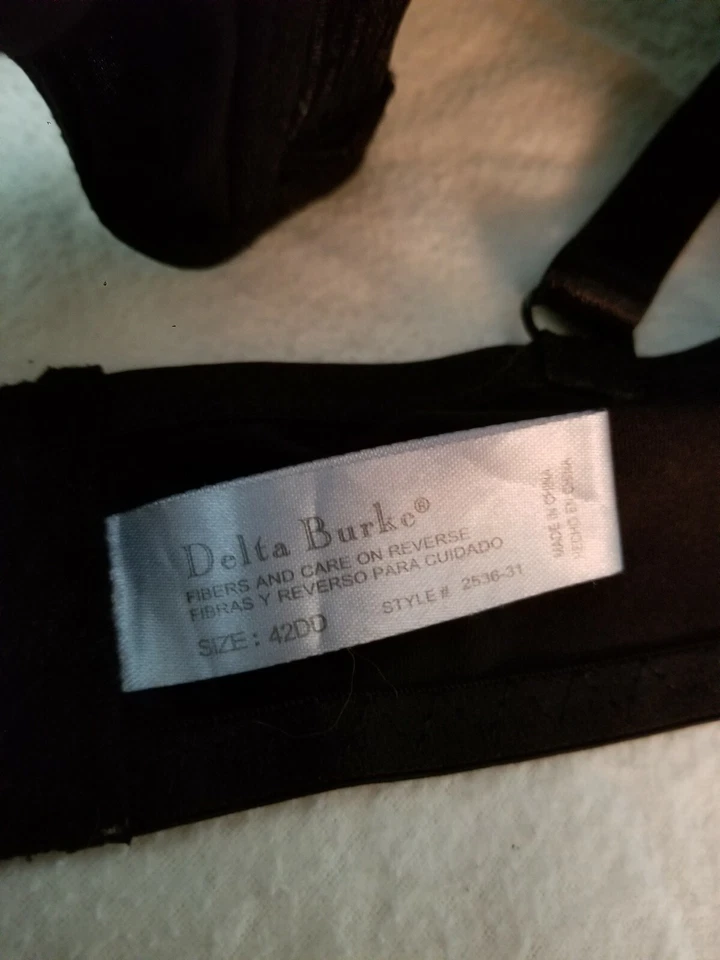 Delta Burke®
FIBERS AND CARE ON REVERSE
FIBRAS Y REVERSO PARA CUIDADO
SIZE: 42DD
STYLE# 2536-31
MADE IN CHINA
HECHO EN CHINA